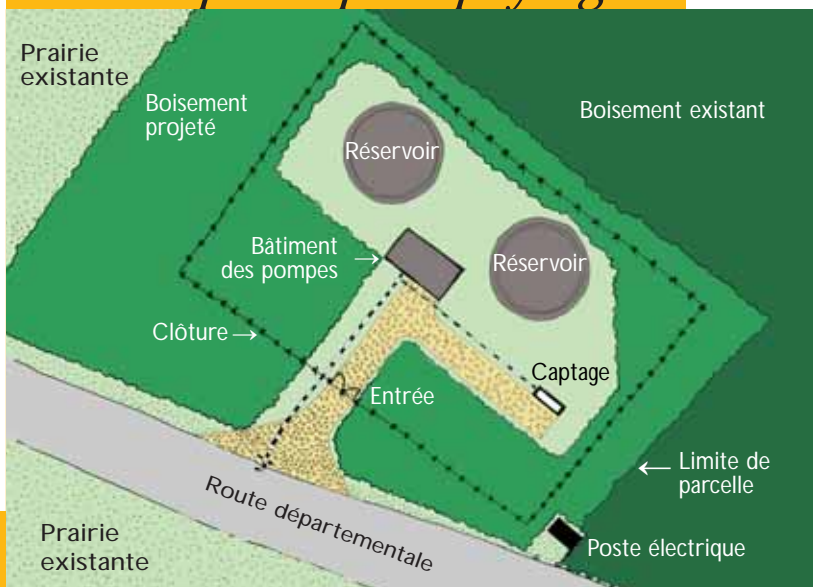 Prairie
existante
Boisement
projeté
Boisement existant
Réservoir
Bâtiment →
des pompes
Réservoir
Clôture →
Captage
Entrée
← Limite de
parcelle
Route départementale
Poste électrique
Prairie
existante